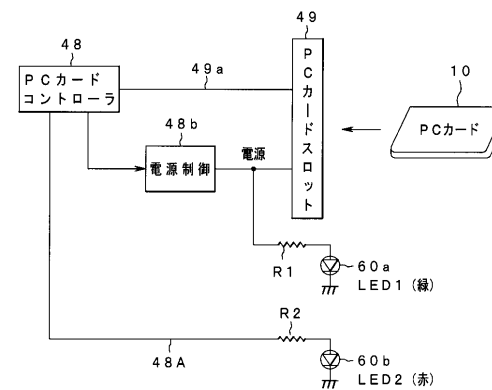 48
PCカード
コントローラ
49a
49
PCカードスロット
10
PCカード
48b
電源制御
電源
R1
60a
LED1(緑)
R2
48A
60b
LED2(赤)